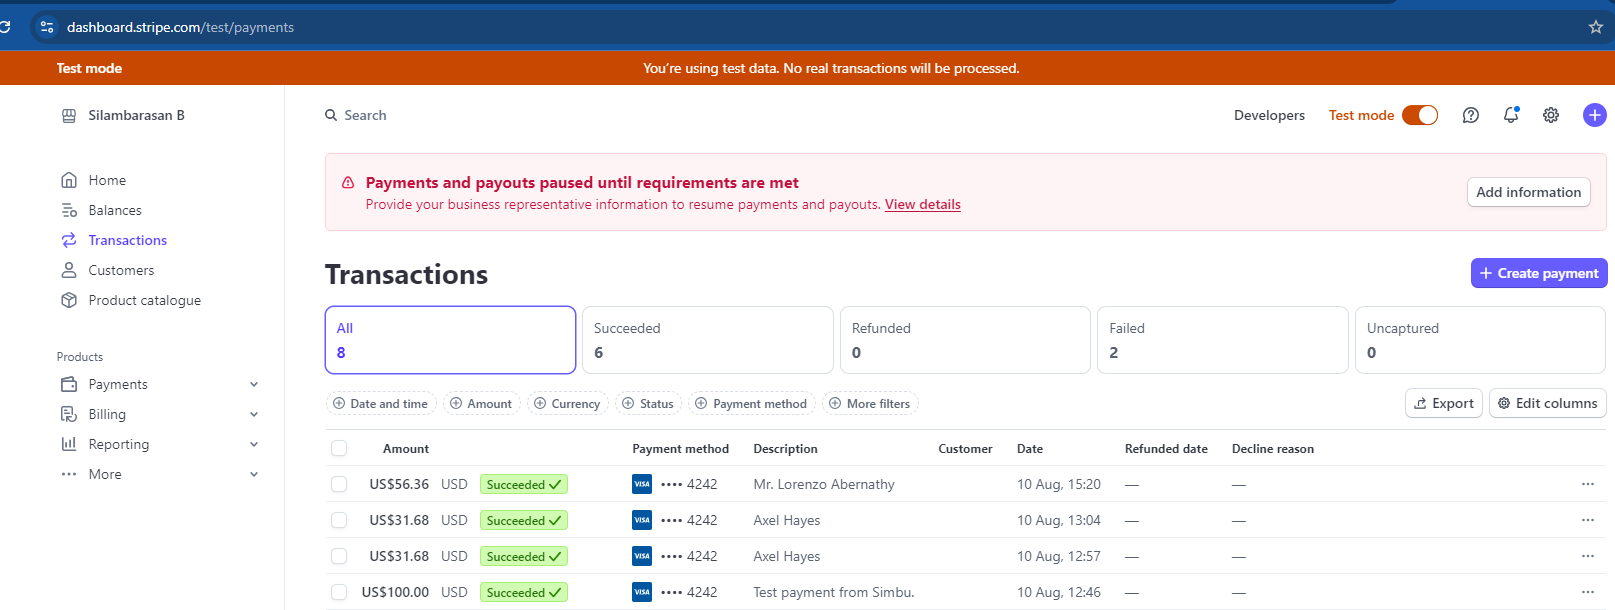 dashboard.stripe.com/test/payments
Test mode
You're using test data. No real transactions will be processed.
Silambarasan B
Search
Developers
Test mode
Home
Balances
Transactions
Customers
Product catalogue
Products
Payments
Billing
Reporting
More
Payments and payouts paused until requirements are met
Provide your business representative information to resume payments and payouts. View details
Add information
Transactions
Create payment
All
8
Succeeded
6
Refunded
0
Failed
2
Uncaptured
0
Date and time
Amount
Currency
Status
Payment method
More filters
Export
Edit columns
Amount Payment method Description Customer Date Refunded date Decline reason
US$56.36 USD Succeeded VISA •••• 4242 Mr. Lorenzo Abernathy 10 Aug, 15:20 — —
US$31.68 USD Succeeded VISA •••• 4242 Axel Hayes 10 Aug, 13:04 — —
US$31.68 USD Succeeded VISA •••• 4242 Axel Hayes 10 Aug, 12:57 — —
US$100.00 USD Succeeded VISA •••• 4242 Test payment from Simbu. 10 Aug, 12:46 — —